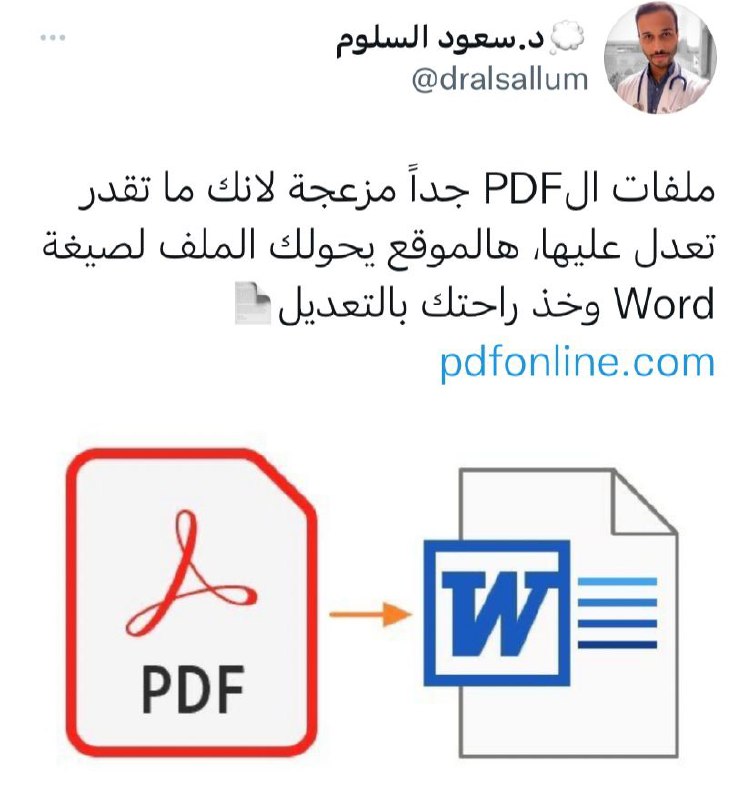 د.سعود السلوم
@dralsallum
ملفات الPDF جداً مزعجة لانك ما تقدر
تعدل عليها، هالموقع يحولك الملف لصيغة
Word وخذ راحتك بالتعديل
pdfonline.com
PDF
W